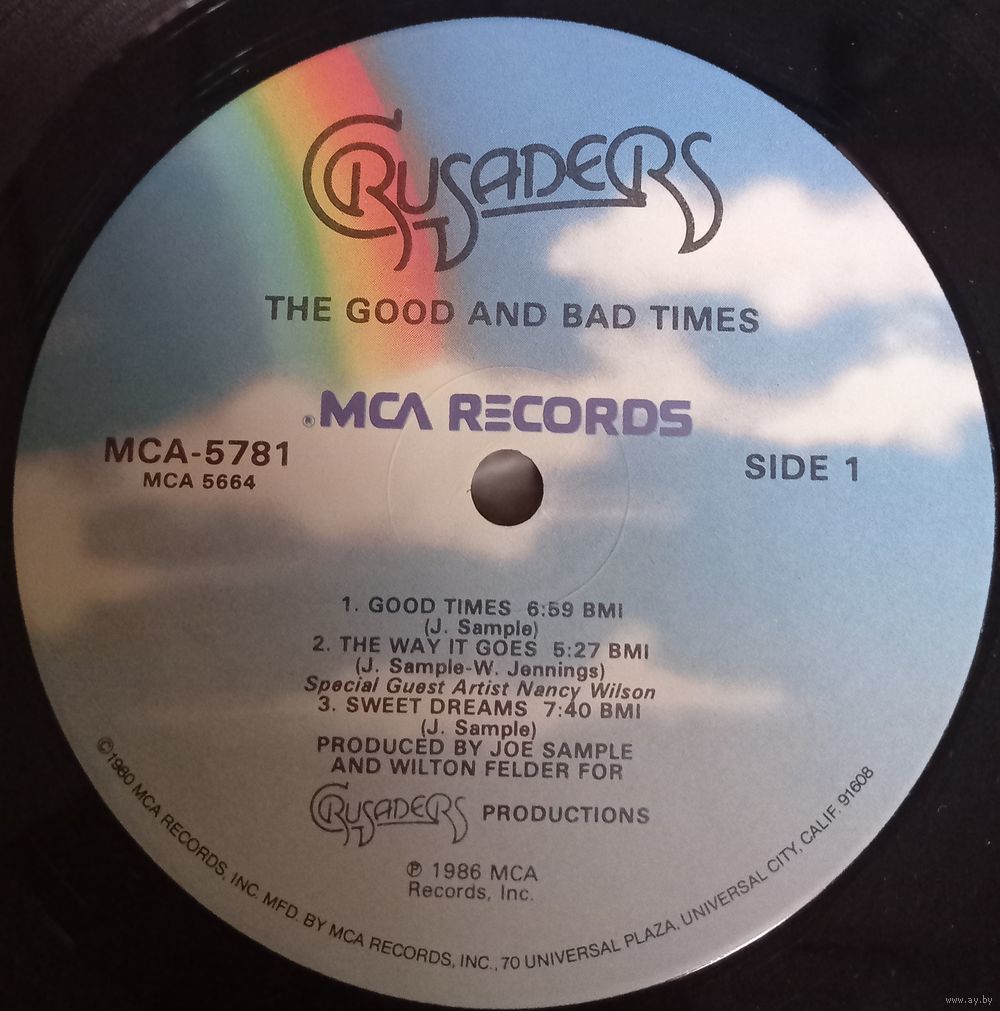 CRUSADERS
THE GOOD AND BAD TIMES
® MCA RECORDS
MCA-5781
MCA 5664
SIDE 1
1. GOOD TIMES 6:59 BMI
(J. Sample)
2. THE WAY IT GOES 5:27 BMI
(J. Sample-W. Jennings)
Special Guest Artist Nancy Wilson
3. SWEET DREAMS 7:40 BMI
(J. Sample)
PRODUCED BY JOE SAMPLE
AND WILTON FELDER FOR
CRUSADERS PRODUCTIONS
℗ 1986 MCA
Records, Inc.
©1980 MCA RECORDS, INC. MFD. BY MCA RECORDS, INC., 70 UNIVERSAL PLAZA, UNIVERSAL CITY, CALIF. 91608
www.ay.by